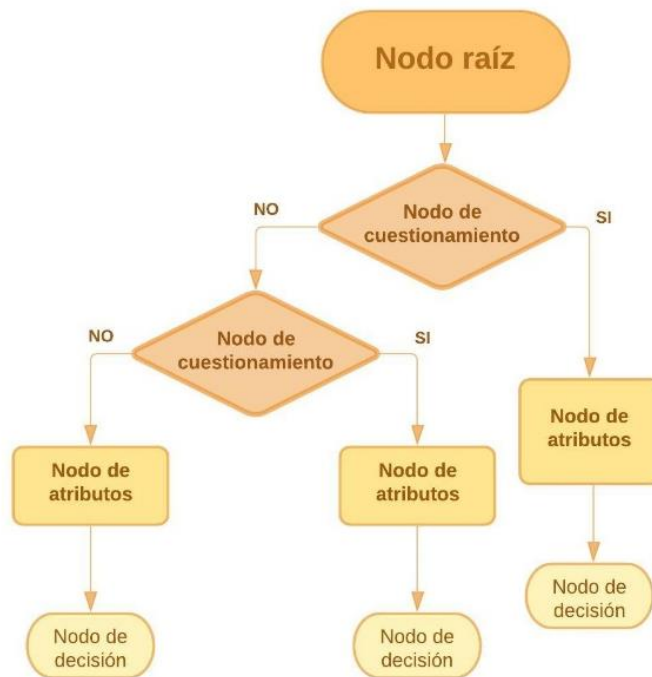 Nodo raíz
Nodo de
cuestionamiento
NO
SI
Nodo de
cuestionamiento
NO
SI
Nodo de
atributos
Nodo de
atributos
Nodo de
atributos
Nodo de
decisión
Nodo de
decisión
Nodo de
decisión